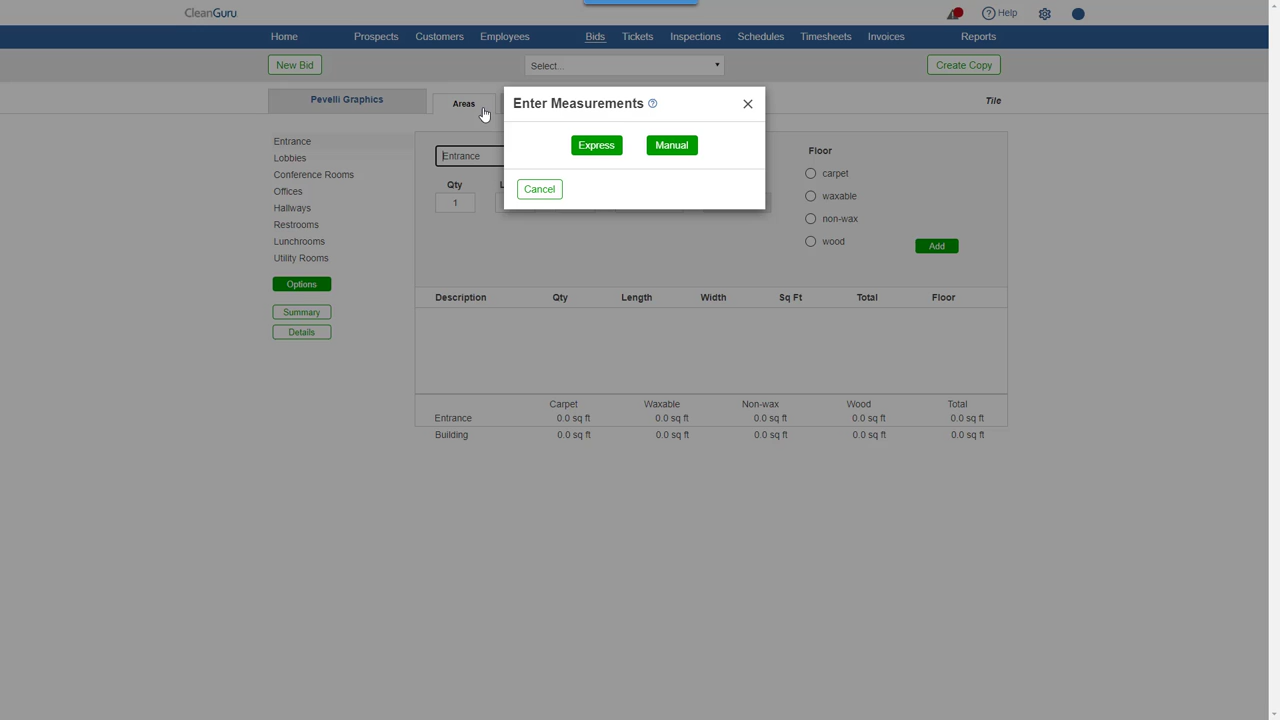 CleanGuru
Help
Home Prospects Customers Employees Bids Tickets Inspections Schedules Timesheets Invoices Reports
New Bid Select... Create Copy
Pevelli Graphics Areas Tile
Enter Measurements
Express Manual
Cancel
Entrance
Lobbies
Conference Rooms
Offices
Hallways
Restrooms
Lunchrooms
Utility Rooms
Options
Summary
Details
Entrance
Qty
1
Floor
carpet
waxable
non-wax
wood
Add
Description Qty Length Width Sq Ft Total Floor
Carpet Waxable Non-wax Wood Total
Entrance 0.0 sq ft 0.0 sq ft 0.0 sq ft 0.0 sq ft 0.0 sq ft
Building 0.0 sq ft 0.0 sq ft 0.0 sq ft 0.0 sq ft 0.0 sq ft